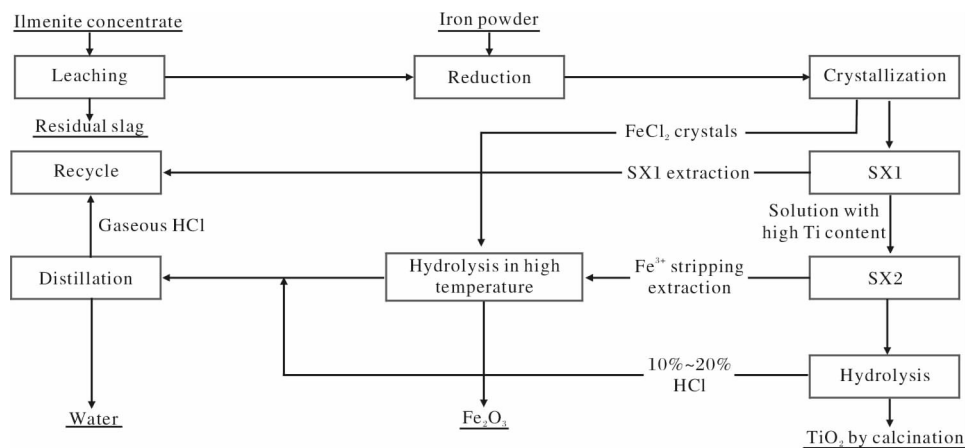 Ilmenite concentrate
Iron powder
Leaching
Reduction
Crystallization
Residual slag
FeCl₂ crystals
Recycle
SX1 extraction
SX1
Gaseous HCl
Solution with
high Ti content
Distillation
Hydrolysis in high
temperature
Fe³⁺ stripping
extraction
SX2
10%~20%
HCl
Hydrolysis
Water
Fe₂O₃
TiO₂ by calcination